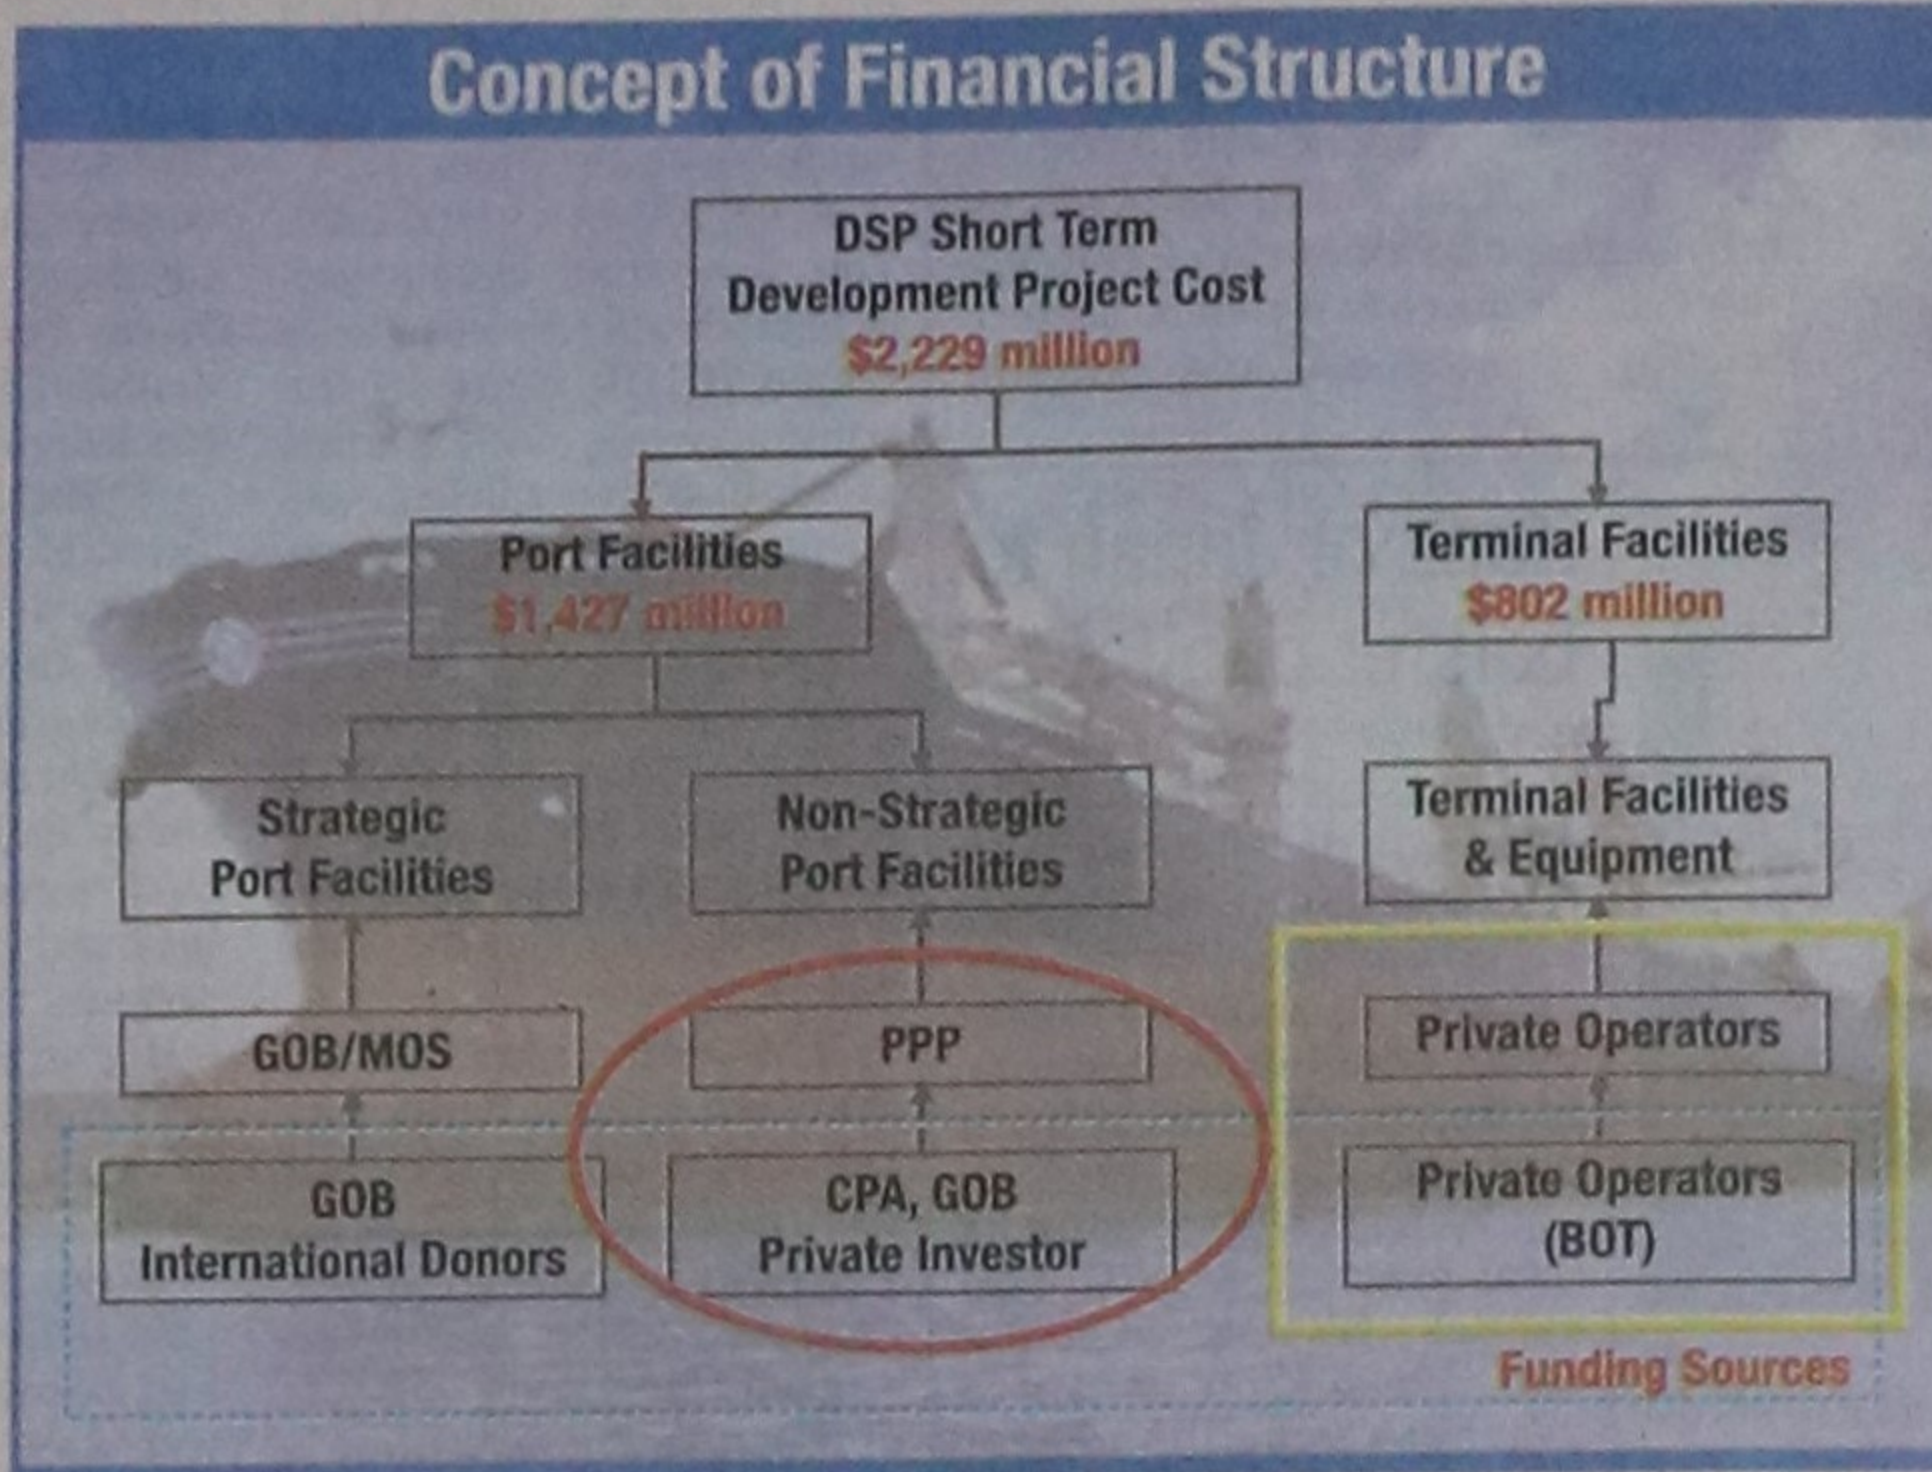 Concept of Financial Structure
DSP Short Term
Development Project Cost
$2,229 million
Port Facilities
$1,427 million
Terminal Facilities
$802 million
Strategic
Port Facilities
Non-Strategic
Port Facilities
Terminal Facilities
& Equipment
GOB/MOS
PPP
Private Operators
GOB
International Donors
CPA, GOB
Private Investor
Private Operators
(BOT)
Funding Sources